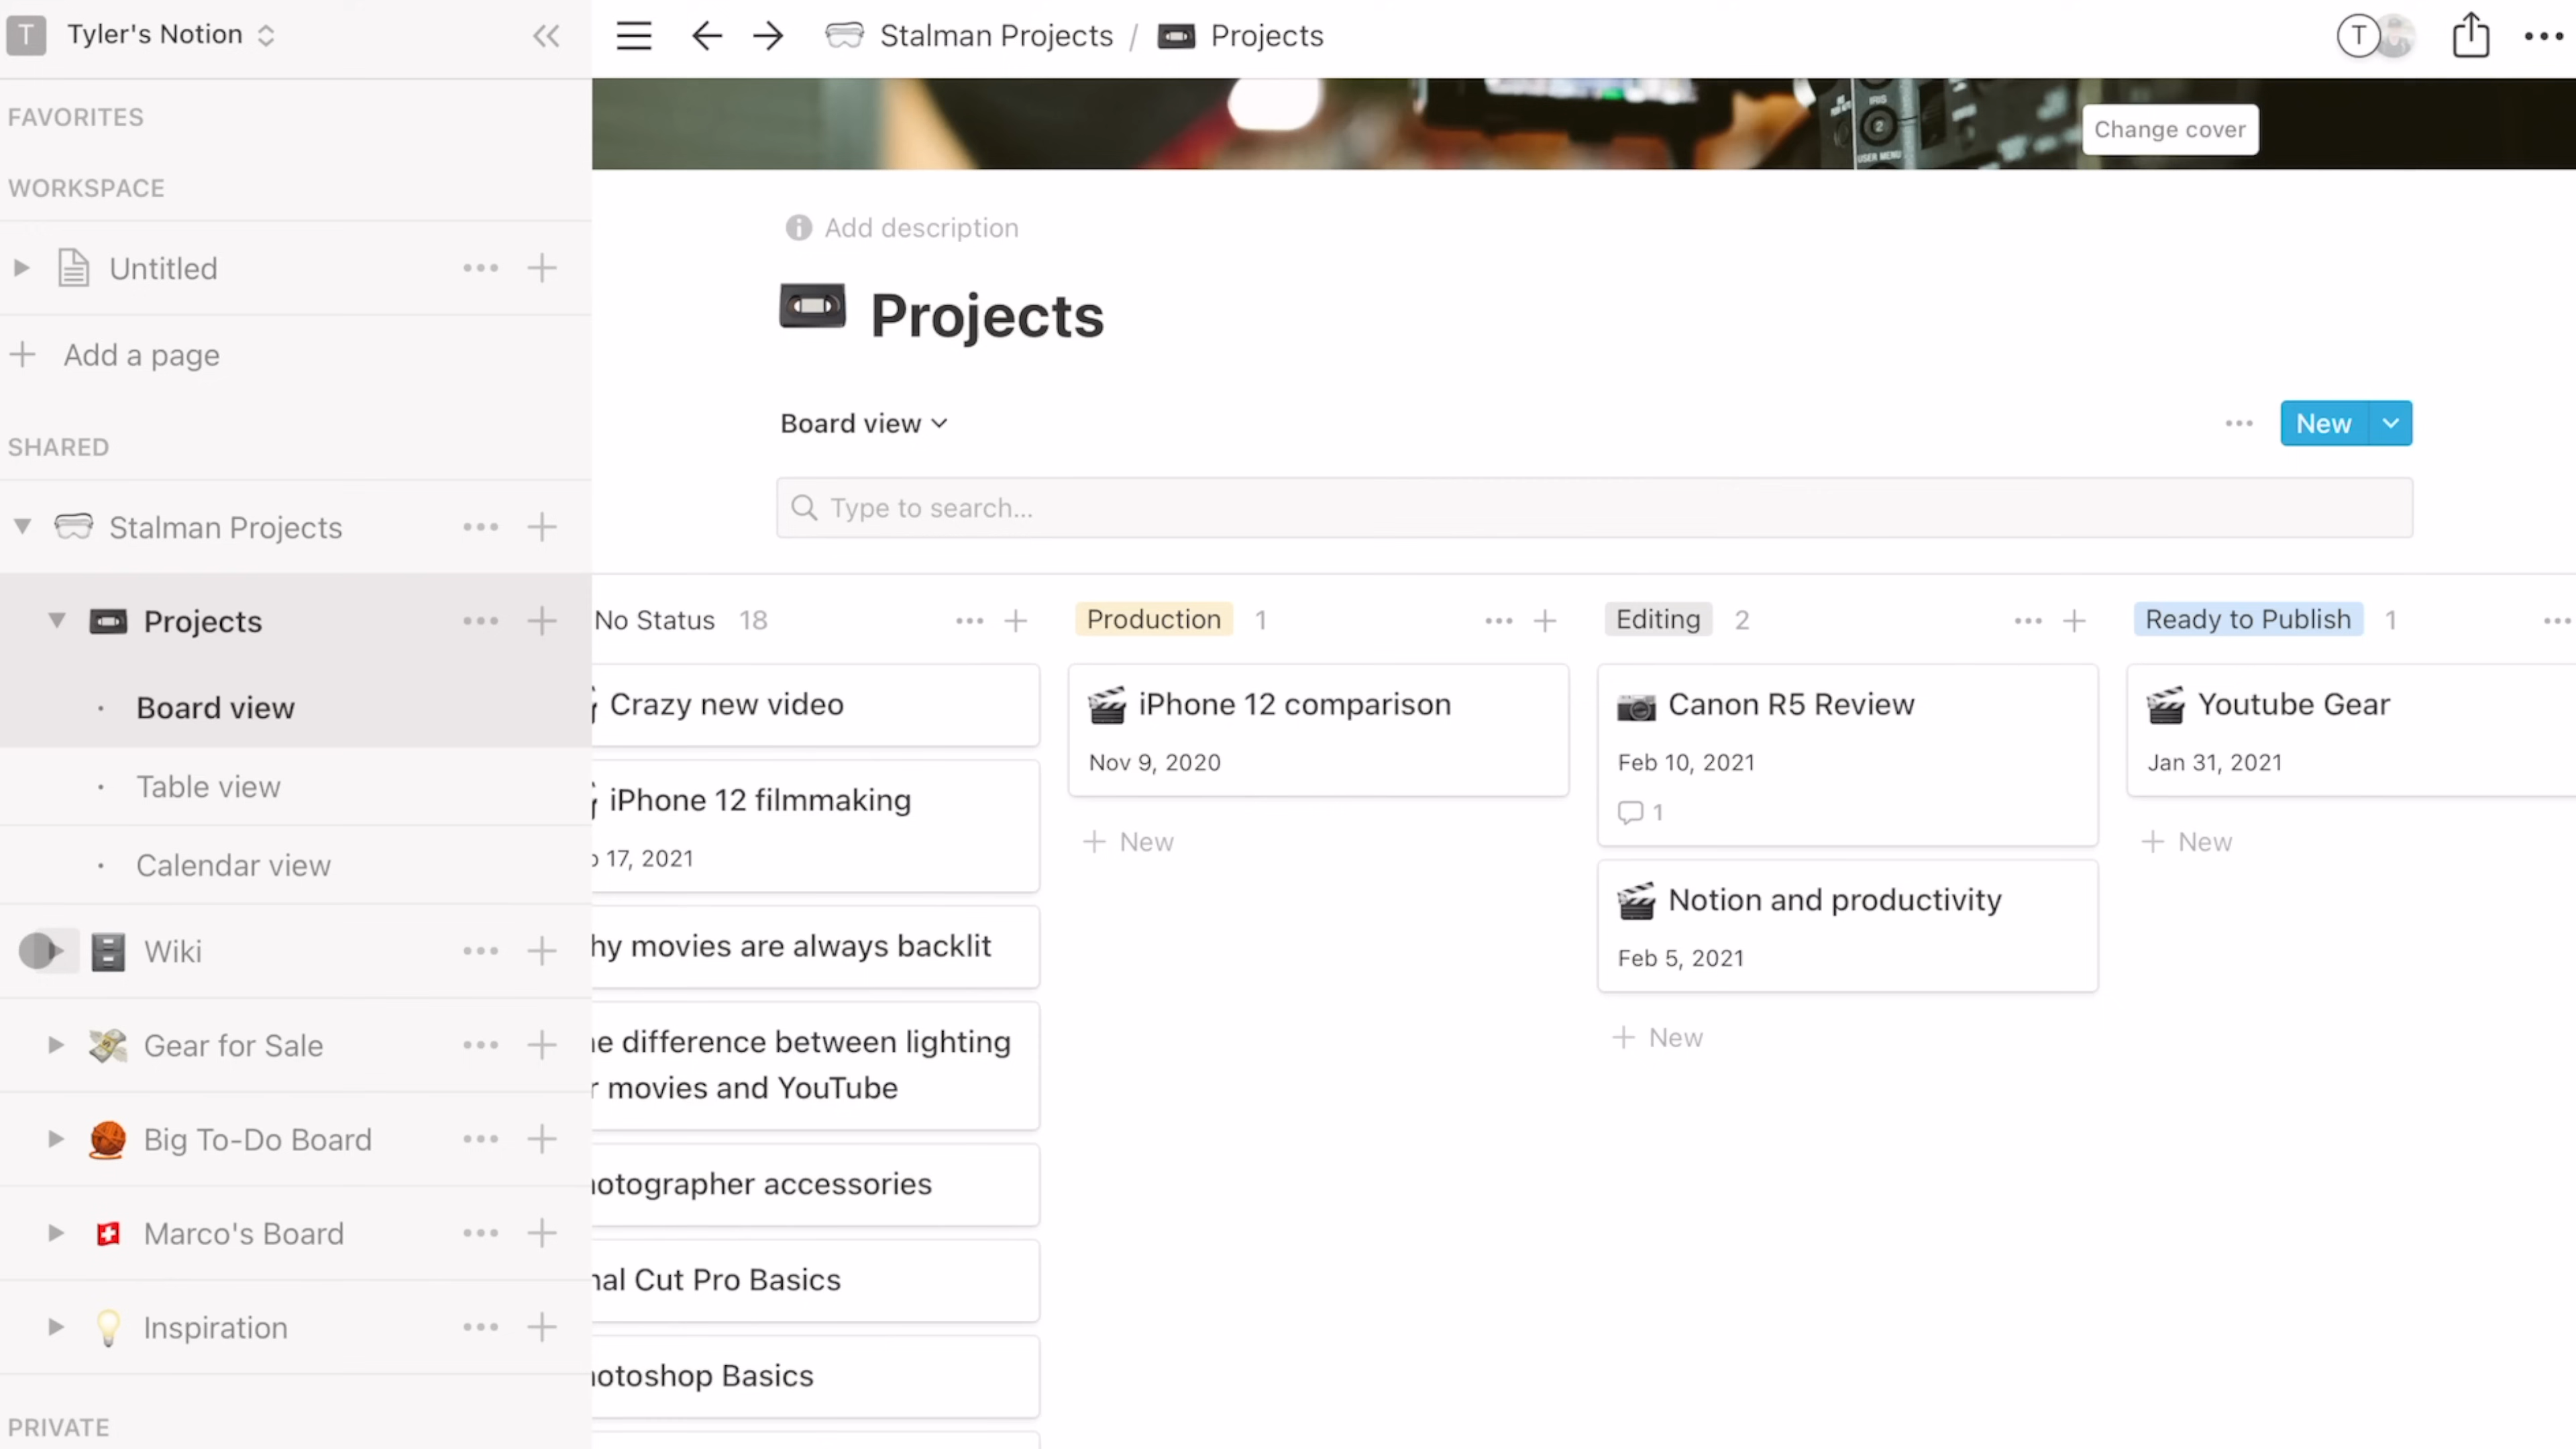 T Tyler's Notion
Stalman Projects / Projects
T
FAVORITES
WORKSPACE
Untitled
Add a page
SHARED
Stalman Projects
Projects
Board view
Table view
Calendar view
Wiki
Gear for Sale
Big To-Do Board
Marco's Board
Inspiration
PRIVATE
IRIS
2
USER MENU
Change cover
Add description
Projects
Board view
New
Type to search...
No Status 18
Crazy new video
iPhone 12 filmmaking
17, 2021
movies are always backlit
difference between lighting
movies and YouTube
Cut Pro Basics
Basics
accessories
Production 1
iPhone 12 comparison
Nov 9, 2020
New
Editing 2
Canon R5 Review
Feb 10, 2021
1
Notion and productivity
Feb 5, 2021
New
Ready to Publish 1
Youtube Gear
Jan 31, 2021
New